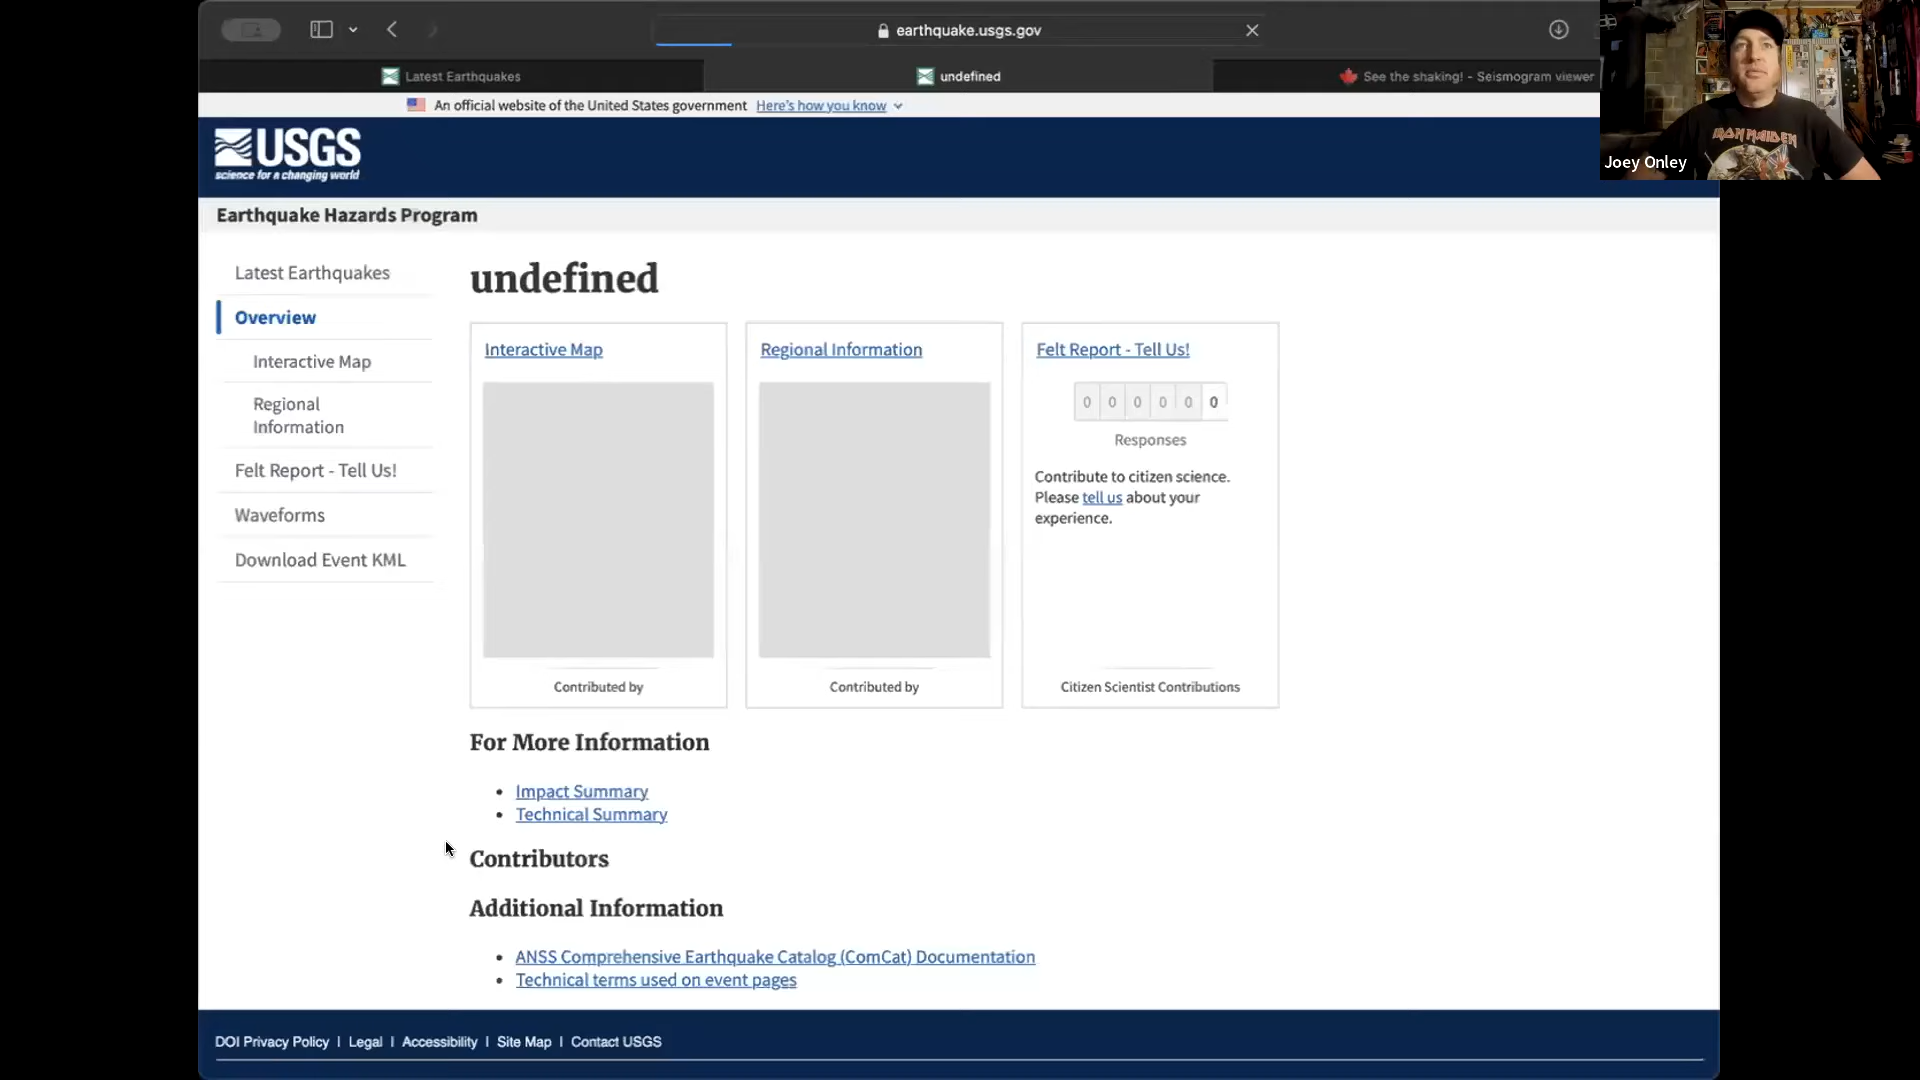 earthquake.usgs.gov
Latest Earthquakes
undefined
See the shaking! - Seismogram viewer
An official website of the United States government Here's how you know
USGS
science for a changing world
IRON MAIDEN
Joey Onley
Earthquake Hazards Program
Latest Earthquakes
Overview
Interactive Map
Regional
Information
Felt Report - Tell Us!
Waveforms
Download Event KML
undefined
Interactive Map
Contributed by
Regional Information
Contributed by
Felt Report - Tell Us!
0 0 0 0 0 0
Responses
Contribute to citizen science.
Please tell us about your
experience.
Citizen Scientist Contributions
For More Information
• Impact Summary
• Technical Summary
Contributors
Additional Information
• ANSS Comprehensive Earthquake Catalog (ComCat) Documentation
• Technical terms used on event pages
DOI Privacy Policy | Legal | Accessibility | Site Map | Contact USGS